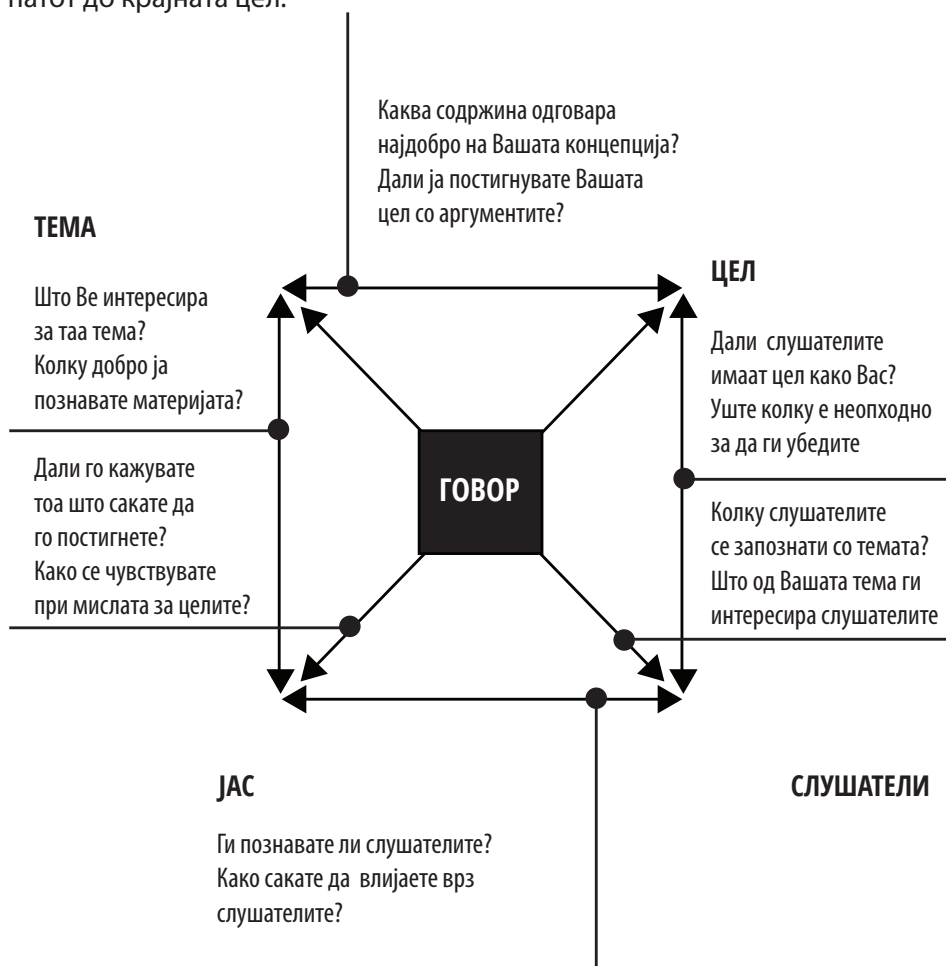 патот до крајната цел.
Каква содржина одговара
најдобро на Вашата концепција?
Дали ја постигнувате Вашата
цел со аргументите?
ТЕМА
Што Ве интересира
за таа тема?
Колку добро ја
познавате материјата?
Дали го кажувате
тоа што сакате да
го постигнете?
Како се чувствувате
при мислата за целите?
ГОВОР
ЦЕЛ
Дали слушателите
имаат цел како Вас?
Уште колку е неопходно
за да ги убедите
Колку слушателите
се запознати со темата?
Што од Вашата тема ги
интересира слушателите
ЈАС
Ги познавате ли слушателите?
Како сакате да влијаете врз
слушателите?
СЛУШАТЕЛИ